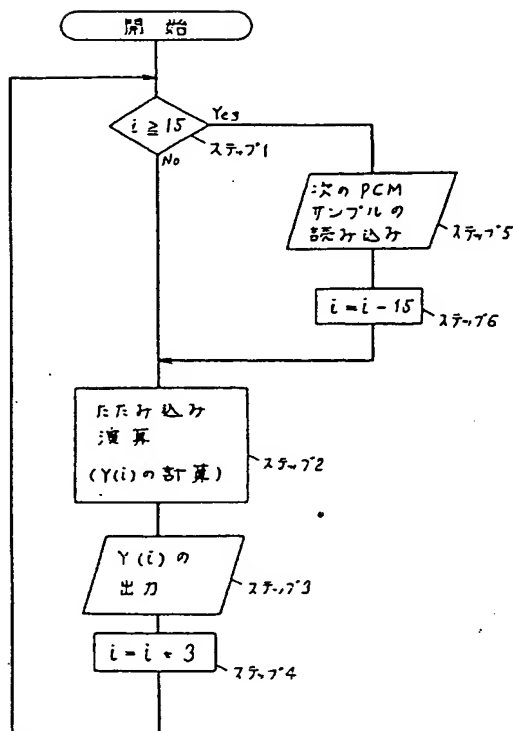 開始
i ≧ 15
Yes
ステップ1
No
次のPCM
サンプルの
読み込み
ステップ5
i = i - 15
ステップ6
たたみ込み
演算
(Y(i)の計算)
ステップ2
Y(i)の
出力
ステップ3
i = i + 3
ステップ4